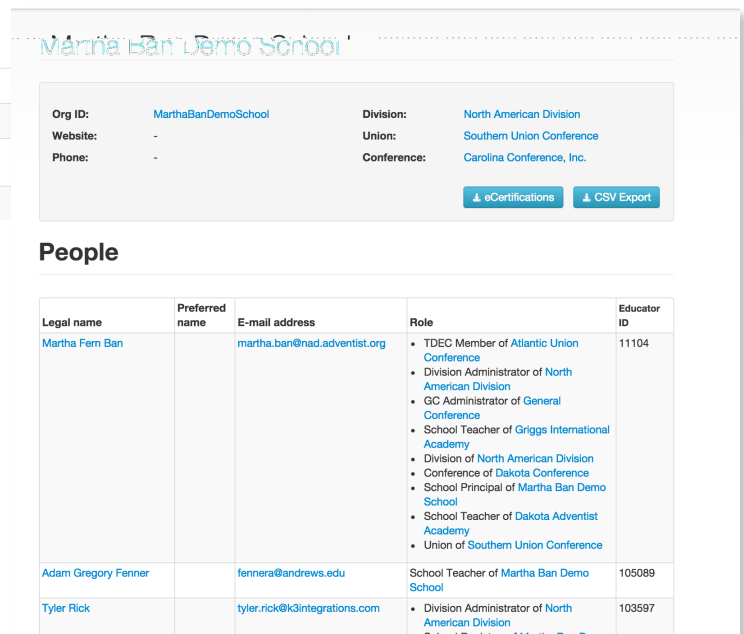 Martha Ban Demo School
Org ID: MarthaBanDemoSchool Division: North American Division
Website: - Union: Southern Union Conference
Phone: - Conference: Carolina Conference, Inc.
eCertifications CSV Export
People
Legal name Preferred name E-mail address Role Educator ID
Martha Fern Ban martha.ban@nad.adventist.org • TDEC Member of Atlantic Union 11104
Conference
• Division Administrator of North
American Division
• GC Administrator of General
Conference
• School Teacher of Griggs International
Academy
• Division of North American Division
• Conference of Dakota Conference
• School Principal of Martha Ban Demo
School
• School Teacher of Dakota Adventist
Academy
• Union of Southern Union Conference
Adam Gregory Fenner fennera@andrews.edu School Teacher of Martha Ban Demo 105089
School
Tyler Rick tyler.rick@k3integrations.com • Division Administrator of North 103597
American Division